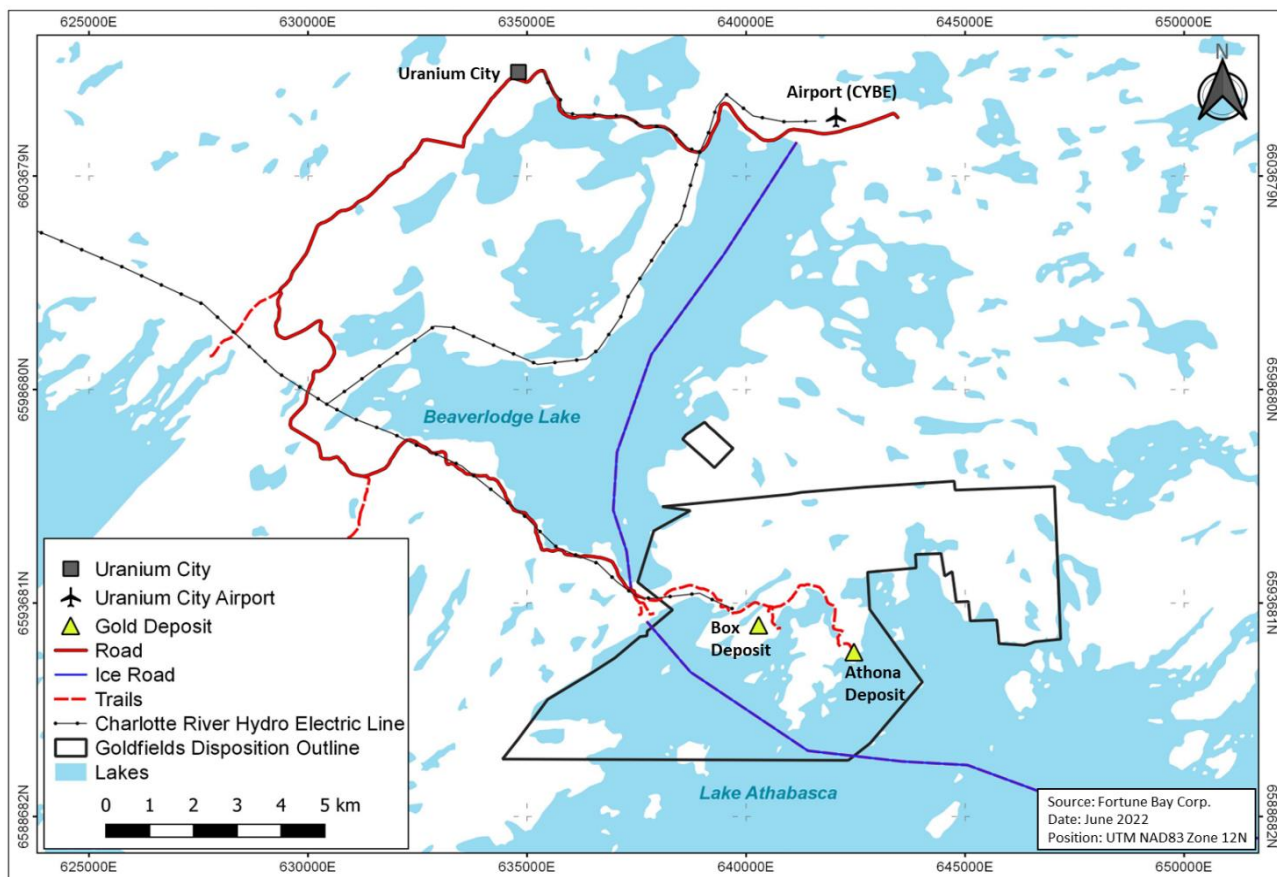 625000E 630000E 635000E 640000E 645000E 650000E
N
Uranium City
Airport (CYBE)
6603679N
6603679N
6598680N
6598680N
Beaverlodge Lake
6593681N
6593681N
Box
Deposit
Athona
Deposit
Uranium City
Uranium City Airport
Gold Deposit
Road
Ice Road
Trails
Charlotte River Hydro Electric Line
Goldfields Disposition Outline
Lakes
0 1 2 3 4 5 km
Lake Athabasca
Source: Fortune Bay Corp.
Date: June 2022
Position: UTM NAD83 Zone 12N
6588682N
6588682N
625000E 630000E 635000E 640000E 645000E 650000E